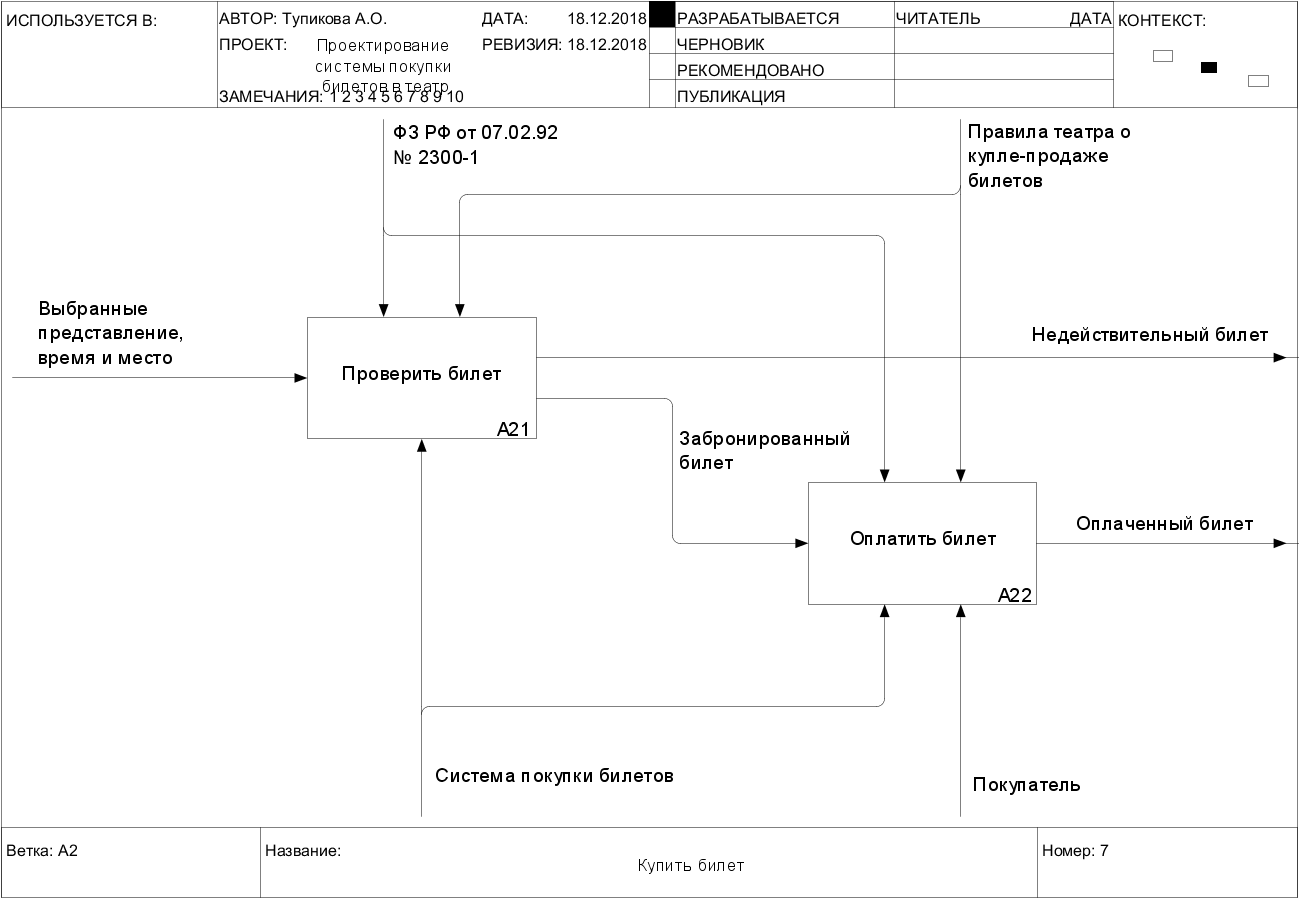 ИСПОЛЬЗУЕТСЯ В:
АВТОР: Тупикова А.О.
ДАТА: 18.12.2018
ПРОЕКТ: Проектирование
системы покупки
билетов в театр
РЕВИЗИЯ: 18.12.2018
ЗАМЕЧАНИЯ: 1 2 3 4 5 6 7 8 9 10
РАЗРАБАТЫВАЕТСЯ
ЧЕРНОВИК
РЕКОМЕНДОВАНО
ПУБЛИКАЦИЯ
ЧИТАТЕЛЬ
ДАТА
КОНТЕКСТ:
ФЗ РФ от 07.02.92
№ 2300-1
Правила театра о
купле-продаже
билетов
Выбранные
представление,
время и место
Проверить билет
А21
Недействительный билет
Забронированный
билет
Оплатить билет
А22
Оплаченный билет
Система покупки билетов
Покупатель
Ветка: А2
Название:
Купить билет
Номер: 7